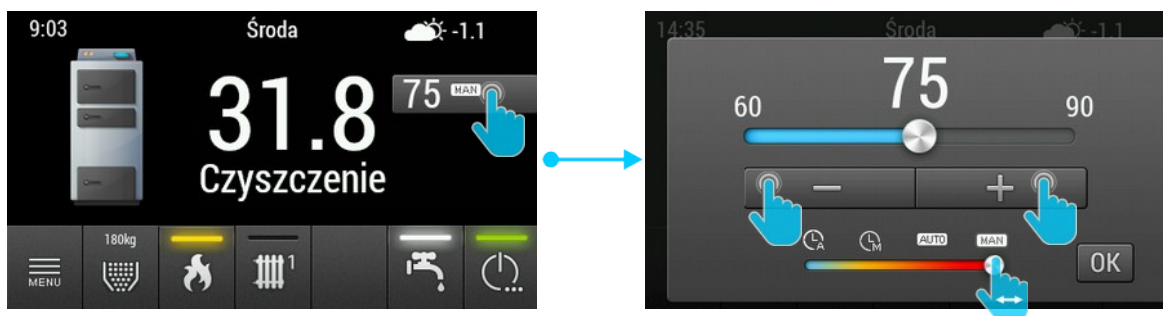 9:03 Środa -1.1
75 MAN
31.8
Czyszczenie
180kg
1
MENU
14:35 Środa -1.1
75
60 90
A M AUTO MAN
OK